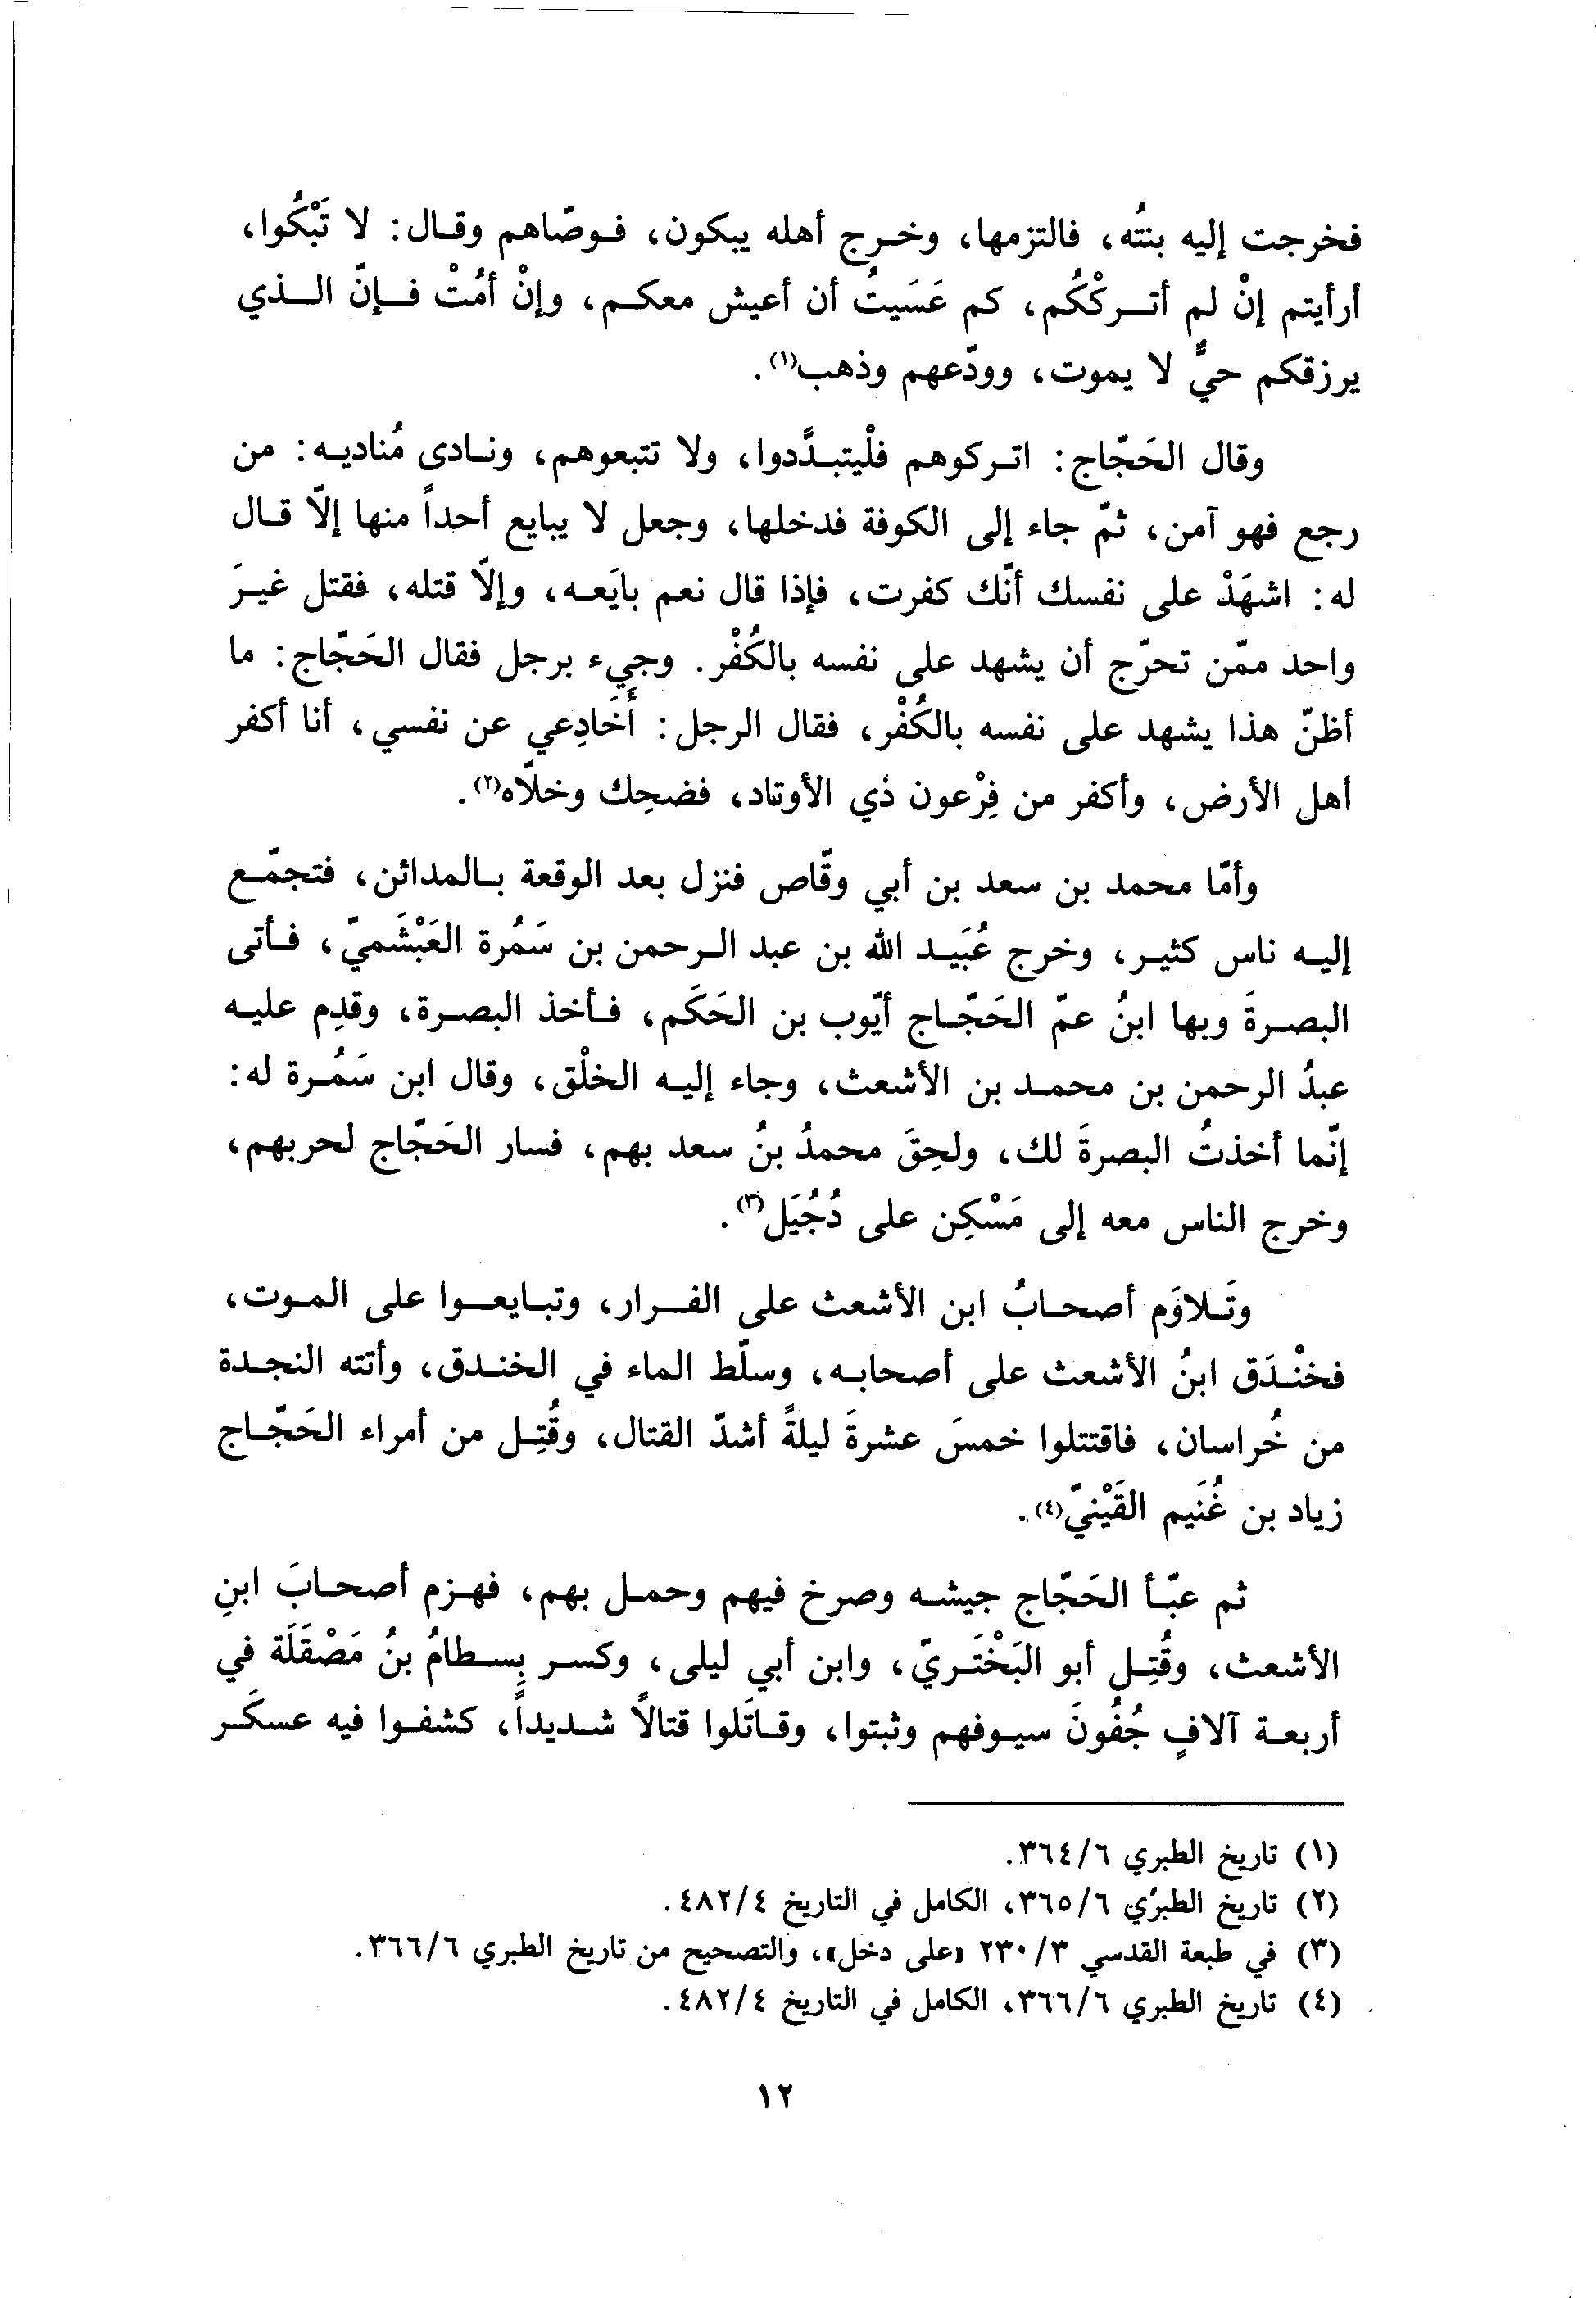 فخرجت إليه بنتُه، فالتزمها، وخرج أهله يبكون، فوصّاهم وقال: لا تَبْكُوا،
أرأيتم إنْ لم أتركْكُم، كم عَسَيتُ أن أعيش معكم، وإنْ أمُتْ فإنّ الذي
يرزقكم حيٌّ لا يموت، وودّعهم وذهب(١).
وقال الحَجّاج: اتركوهم فلْيتبدَّدوا، ولا تتبعوهم، ونادى مُناديه: من
رجع فهو آمن، ثمّ جاء إلى الكوفة فدخلها، وجعل لا يبايع أحداً منها إلّا قال
له: اشهَدْ على نفسك أنّك كفرت، فإذا قال نعم بايَعه، وإلّا قتله، فقتل غيرَ
واحد ممّن تحرّج أن يشهد على نفسه بالكُفْر. وجيء برجل فقال الحَجّاج: ما
أظنّ هذا يشهد على نفسه بالكُفْر، فقال الرجل: أَخَادِعي عن نفسي، أنا أكفر
أهل الأرض، وأكفر من فِرْعون ذي الأوتاد، فضحِك وخلّاه(٢).
وأمّا محمد بن سعد بن أبي وقّاص فنزل بعد الوقعة بالمدائن، فتجمّع
إليه ناس كثير، وخرج عُبَيد الله بن عبد الرحمن بن سَمُرة العَبْشَميّ، فأتى
البصرةَ وبها ابنُ عمّ الحَجّاج أيّوب بن الحَكَم، فأخذ البصرة، وقدِم عليه
عبدُ الرحمن بن محمد بن الأشعث، وجاء إليه الخلْق، وقال ابن سَمُرة له:
إنّما أخذتُ البصرةَ لك، ولحِقَ محمدُ بنُ سعد بهم، فسار الحَجّاج لحربهم،
وخرج الناس معه إلى مَسْكِن على دُجُيَل(٣).
وتَلاوَم أصحابُ ابن الأشعث على الفرار، وتبايعوا على الموت،
فخنْدَق ابنُ الأشعث على أصحابه، وسلّط الماء في الخندق، وأتته النجدة
من خُراسان، فاقتتلوا خمسَ عشرةَ ليلةً أشدّ القتال، وقُتِل من أمراء الحَجّاج
زياد بن غُنَيم القَيْنيّ(٤).
ثم عبّأ الحَجّاج جيشه وصرخ فيهم وحمل بهم، فهزم أصحابَ ابنِ
الأشعث، وقُتِل أبو البَخْتَريّ، وابن أبي ليلى، وكسر بِسطامُ بنُ مَصْقَلَة في
أربعة آلافٍ جُفُونَ سيوفهم وثبتوا، وقاتَلوا قتالاً شديداً، كشفوا فيه عسكَر
(١) تاريخ الطبري ٣٦٤/٦.
(٢) تاريخ الطبري ٣٦٥/٦، الكامل في التاريخ ٤٨٢/٤.
(٣) في طبعة القدسي ٢٣٠/٣ «على دخل»، والتصحيح من تاريخ الطبري ٣٦٦/٦.
(٤) تاريخ الطبري ٣٦٦/٦، الكامل في التاريخ ٤٨٢/٤.
١٢